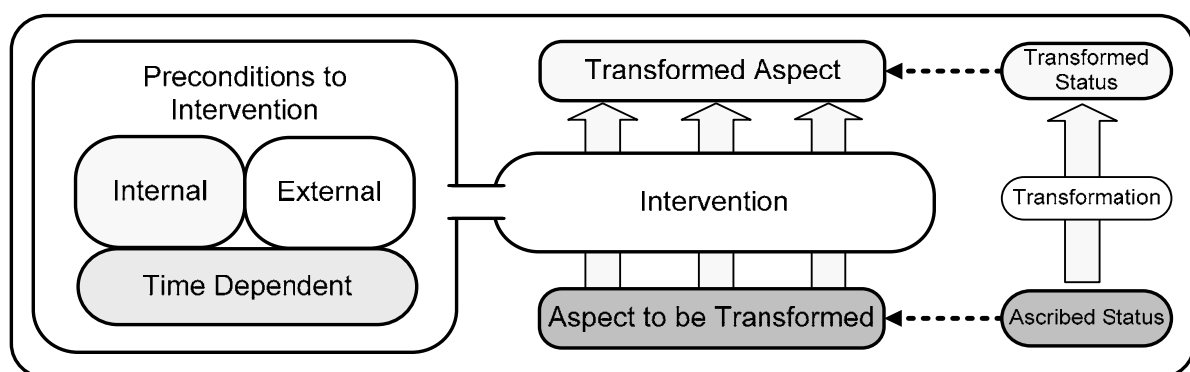 Preconditions to
Intervention
Internal
External
Time Dependent
Transformed Aspect
Intervention
Aspect to be Transformed
Transformed
Status
Transformation
Ascribed Status